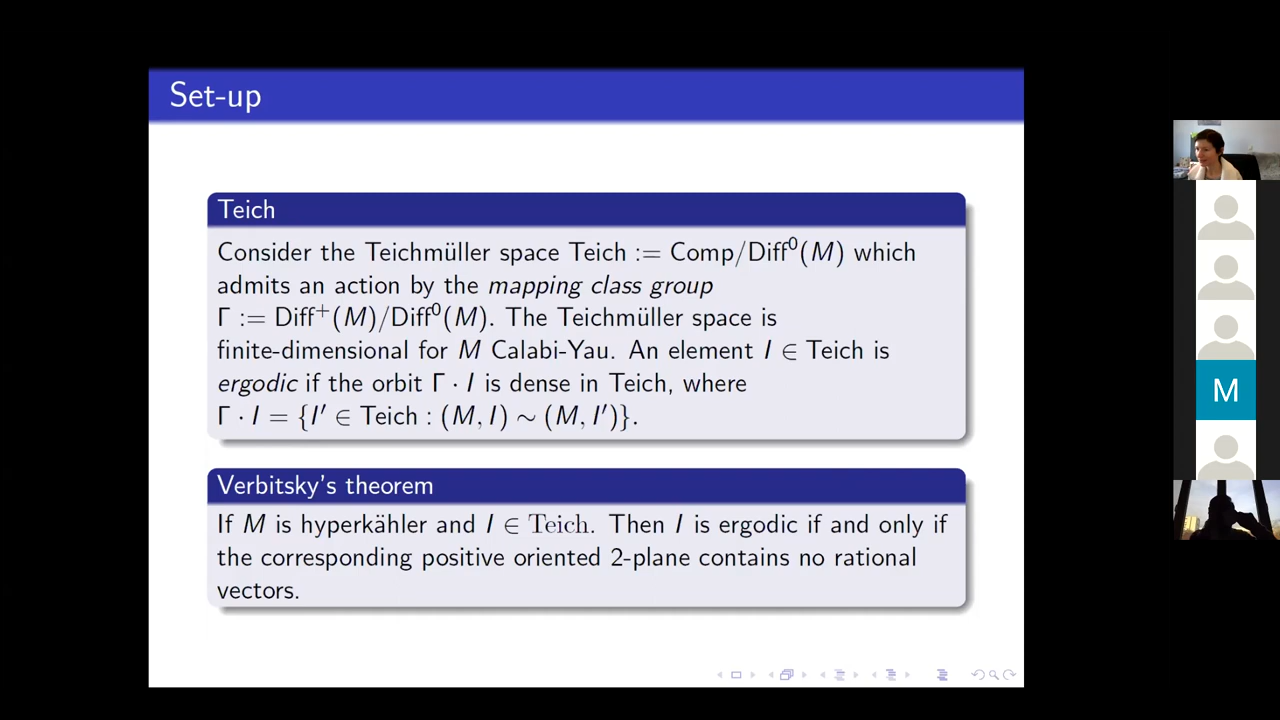 Set-up
Teich
Consider the Teichmüller space Teich := Comp/Diff⁰(M) which
admits an action by the mapping class group
Γ := Diff⁺(M)/Diff⁰(M). The Teichmüller space is
finite-dimensional for M Calabi-Yau. An element I ∈ Teich is
ergodic if the orbit Γ · I is dense in Teich, where
Γ · I = {I′ ∈ Teich : (M, I) ∼ (M, I′)}.
Verbitsky's theorem
If M is hyperkähler and I ∈ Teich. Then I is ergodic if and only if
the corresponding positive oriented 2-plane contains no rational
vectors.
M